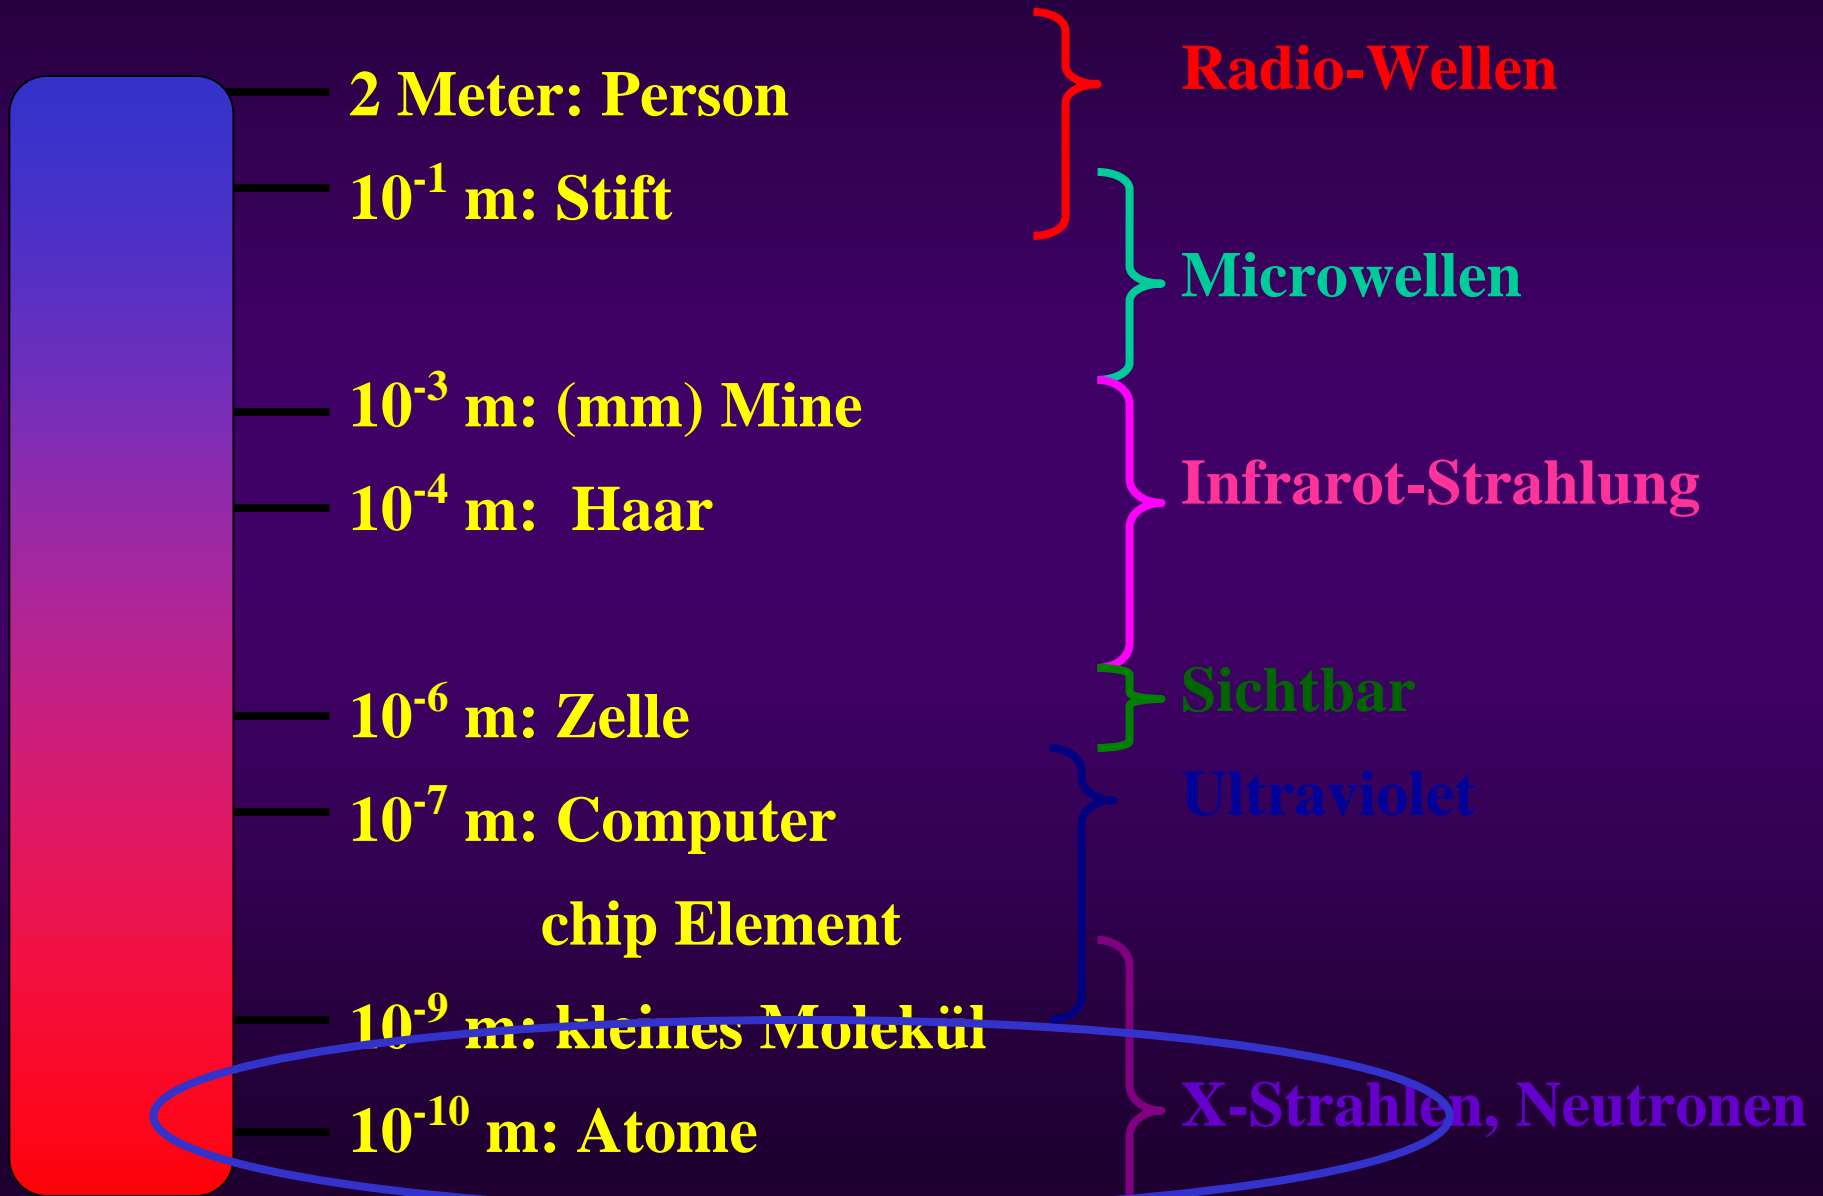 2 Meter: Person
Radio-Wellen
10⁻¹ m: Stift
Microwellen
10⁻³ m: (mm) Mine
Infrarot-Strahlung
10⁻⁴ m: Haar
10⁻⁶ m: Zelle
Sichtbar
10⁻⁷ m: Computer
Ultraviolet
chip Element
10⁻⁹ m: kleines Molekül
10⁻¹⁰ m: Atome
X-Strahlen, Neutronen